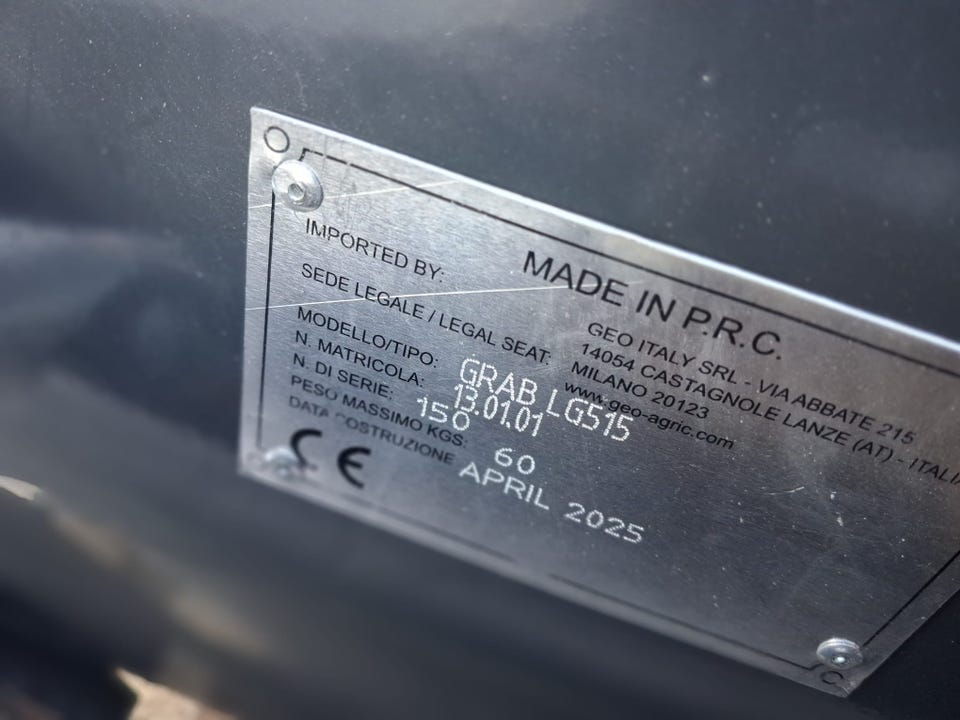 MADE IN P.R.C.
IMPORTED BY: GEO ITALY SRL - VIA ABBATE 215
14054 CASTAGNOLE LANZE (AT) - ITALIA
SEDE LEGALE / LEGAL SEAT: MILANO 20123
www.geo-agric.com
MODELLO/TIPO: GRAB LG515
N. MATRICOLA: 13.01.01
N. DI SERIE: 150
PESO MASSIMO KGS: 60
DATA COSTRUZIONE APRIL 2025
CE